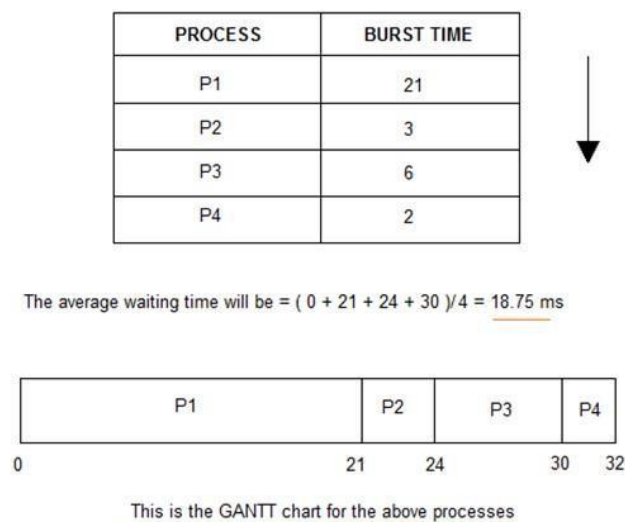 PROCESS BURST TIME
P1 21
P2 3
P3 6
P4 2
The average waiting time will be = ( 0 + 21 + 24 + 30 )/4 = 18.75 ms
P1 P2 P3 P4
0 21 24 30 32
This is the GANTT chart for the above processes